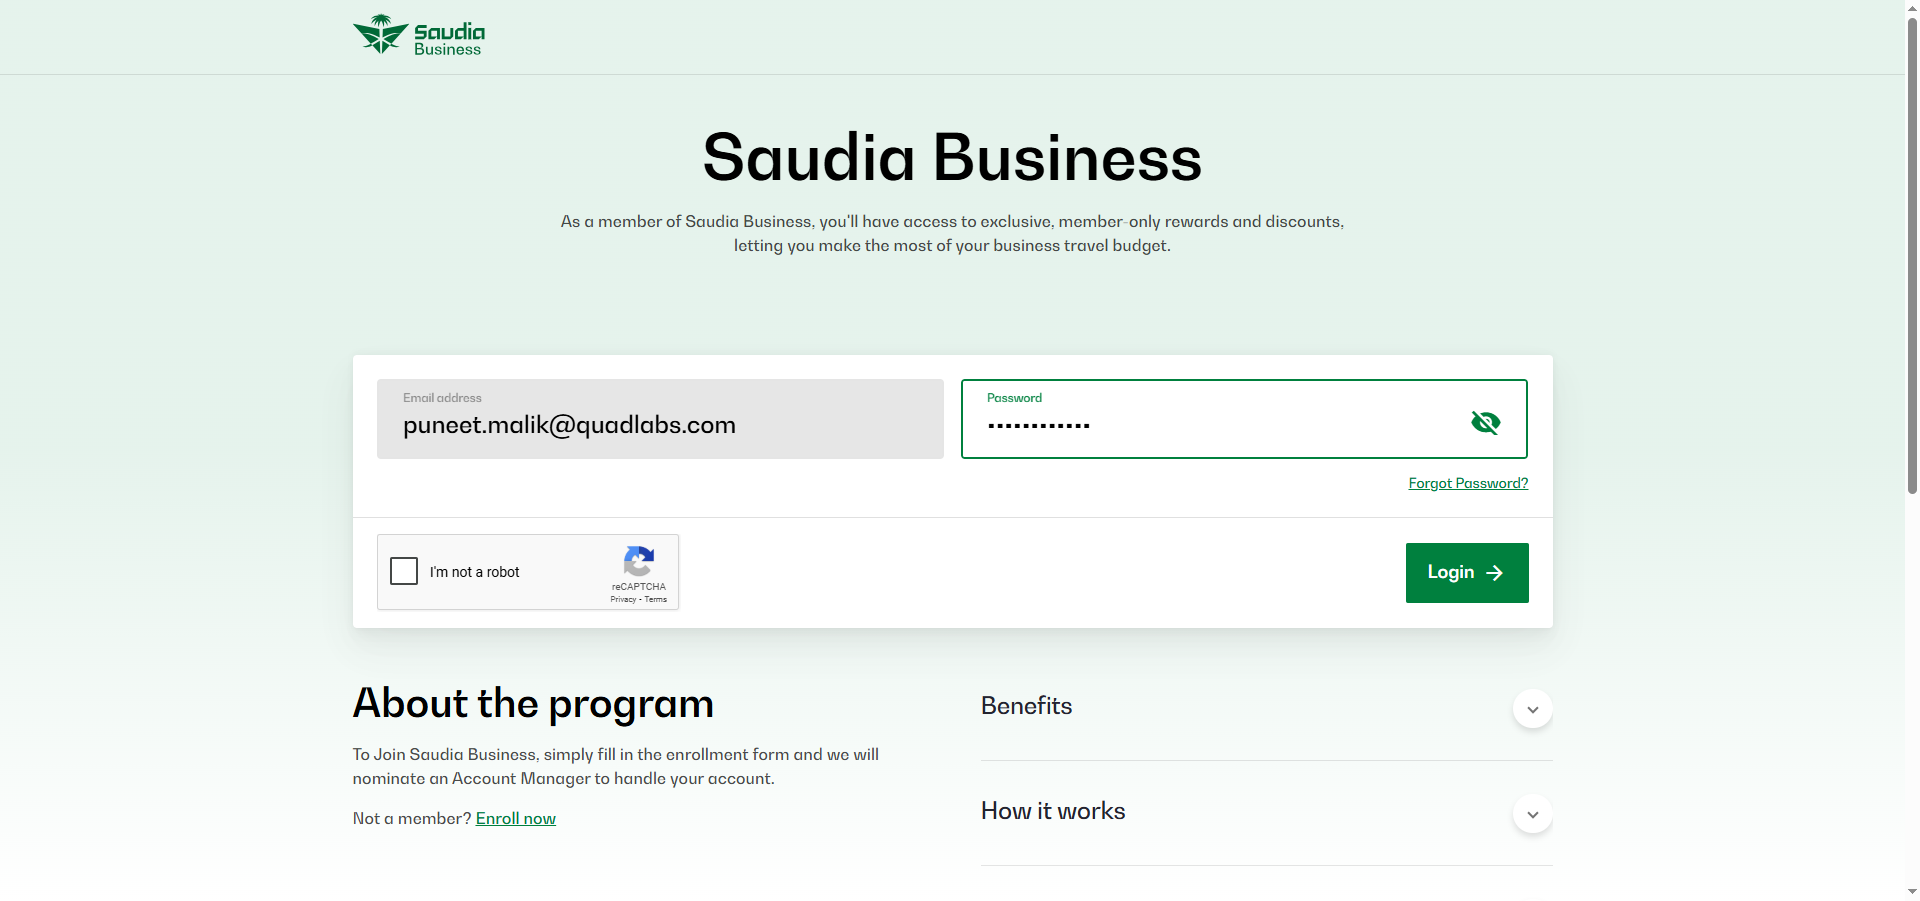 Saudia
Business
Saudia Business
As a member of Saudia Business, you'll have access to exclusive, member-only rewards and discounts,
letting you make the most of your business travel budget.
Email address
puneet.malik@quadlabs.com
Password
••••••••••••
Forgot Password?
I'm not a robot
reCAPTCHA
Privacy - Terms
Login
About the program
To Join Saudia Business, simply fill in the enrollment form and we will
nominate an Account Manager to handle your account.
Not a member? Enroll now
Benefits
How it works